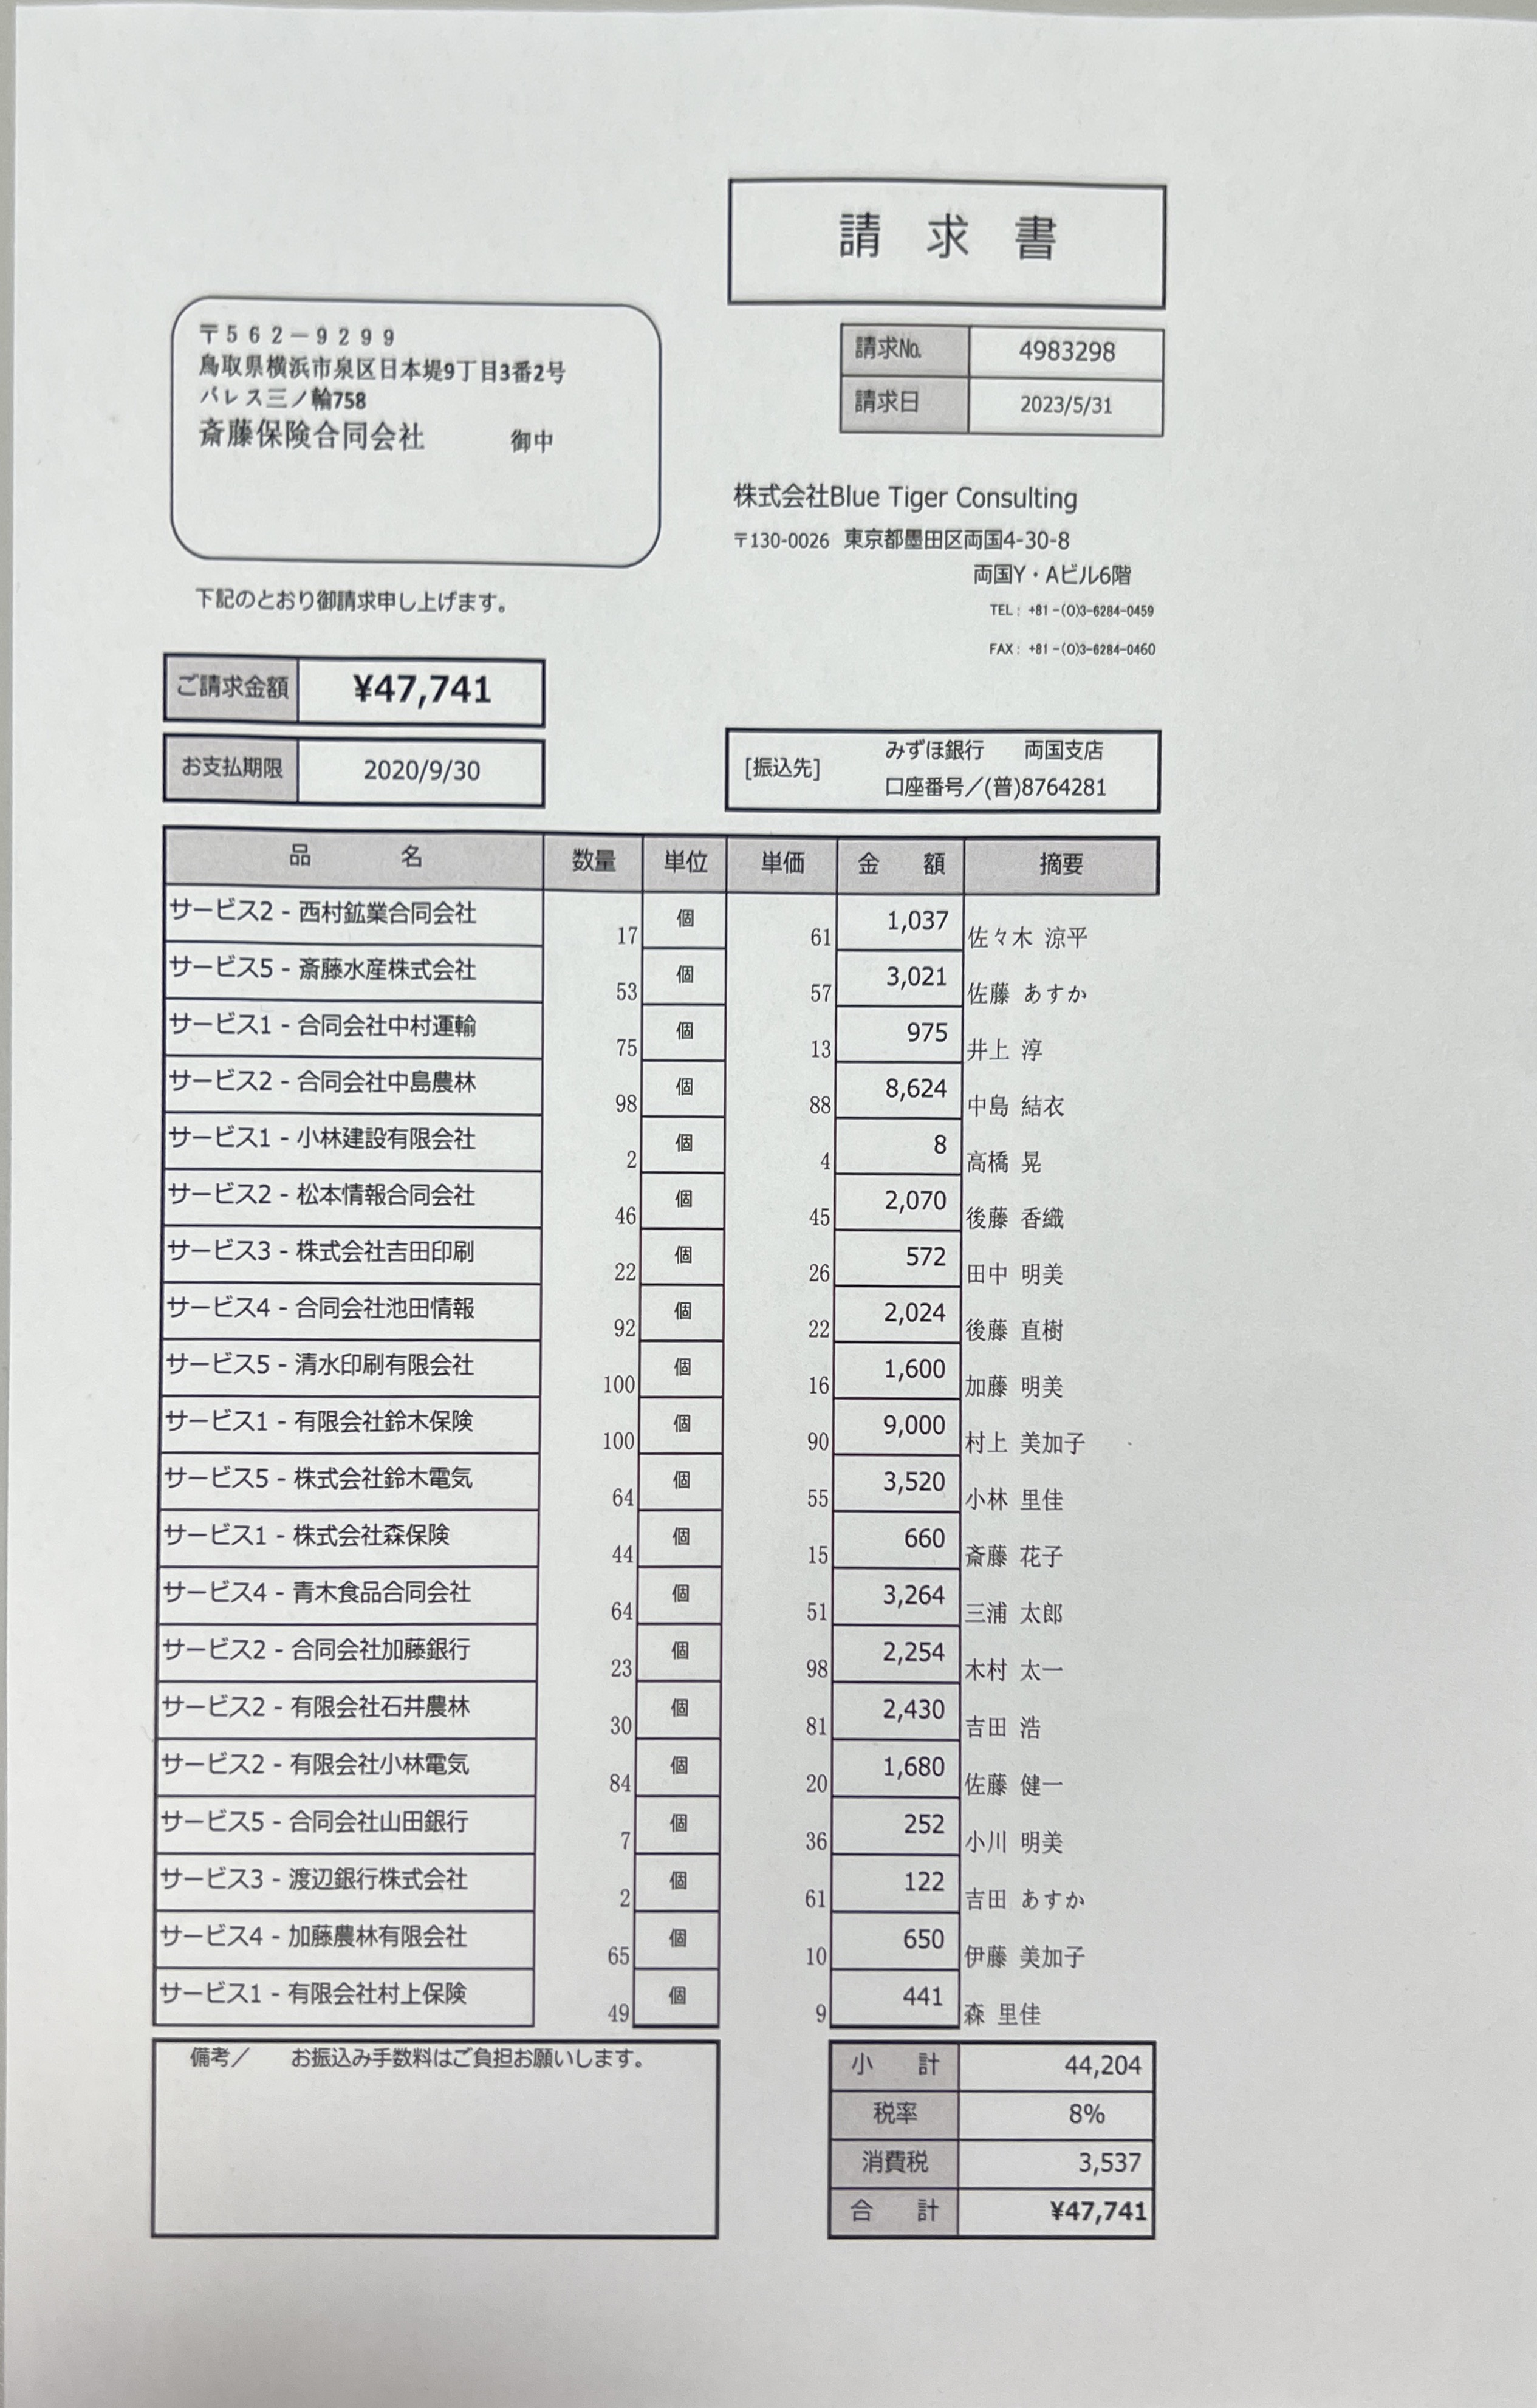 請 求 書
〒562-9299
鳥取県横浜市泉区日本堤9丁目3番2号
パレス三ノ輪758
斎藤保険合同会社 御中
請求No. 4983298
請求日 2023/5/31
株式会社Blue Tiger Consulting
〒130-0026 東京都墨田区両国4-30-8
両国Y・Aビル6階
TEL: +81-(0)3-6284-0459
FAX: +81-(0)3-6284-0460
下記のとおり御請求申し上げます。
ご請求金額 ¥47,741
お支払期限 2020/9/30
[振込先] みずほ銀行 両国支店
口座番号／(普)8764281
品 名 数量 単位 単価 金 額 摘要
サービス2 - 西村鉱業合同会社 17 個 61 1,037 佐々木 涼平
サービス5 - 斎藤水産株式会社 53 個 57 3,021 佐藤 あすか
サービス1 - 合同会社中村運輸 75 個 13 975 井上 淳
サービス2 - 合同会社中島農林 98 個 88 8,624 中島 結衣
サービス1 - 小林建設有限会社 2 個 4 8 高橋 晃
サービス2 - 松本情報合同会社 46 個 45 2,070 後藤 香織
サービス3 - 株式会社吉田印刷 22 個 26 572 田中 明美
サービス4 - 合同会社池田情報 92 個 22 2,024 後藤 直樹
サービス5 - 清水印刷有限会社 100 個 16 1,600 加藤 明美
サービス1 - 有限会社鈴木保険 100 個 90 9,000 村上 美加子
サービス5 - 株式会社鈴木電気 64 個 55 3,520 小林 里佳
サービス1 - 株式会社森保険 44 個 15 660 斎藤 花子
サービス4 - 青木食品合同会社 64 個 51 3,264 三浦 太郎
サービス2 - 合同会社加藤銀行 23 個 98 2,254 木村 太一
サービス2 - 有限会社石井農林 30 個 81 2,430 吉田 浩
サービス2 - 有限会社小林電気 84 個 20 1,680 佐藤 健一
サービス5 - 合同会社山田銀行 7 個 36 252 小川 明美
サービス3 - 渡辺銀行株式会社 2 個 61 122 吉田 あすか
サービス4 - 加藤農林有限会社 65 個 10 650 伊藤 美加子
サービス1 - 有限会社村上保険 49 個 9 441 森 里佳
備考／ お振込み手数料はご負担お願いします。
小 計 44,204
税率 8%
消費税 3,537
合 計 ¥47,741